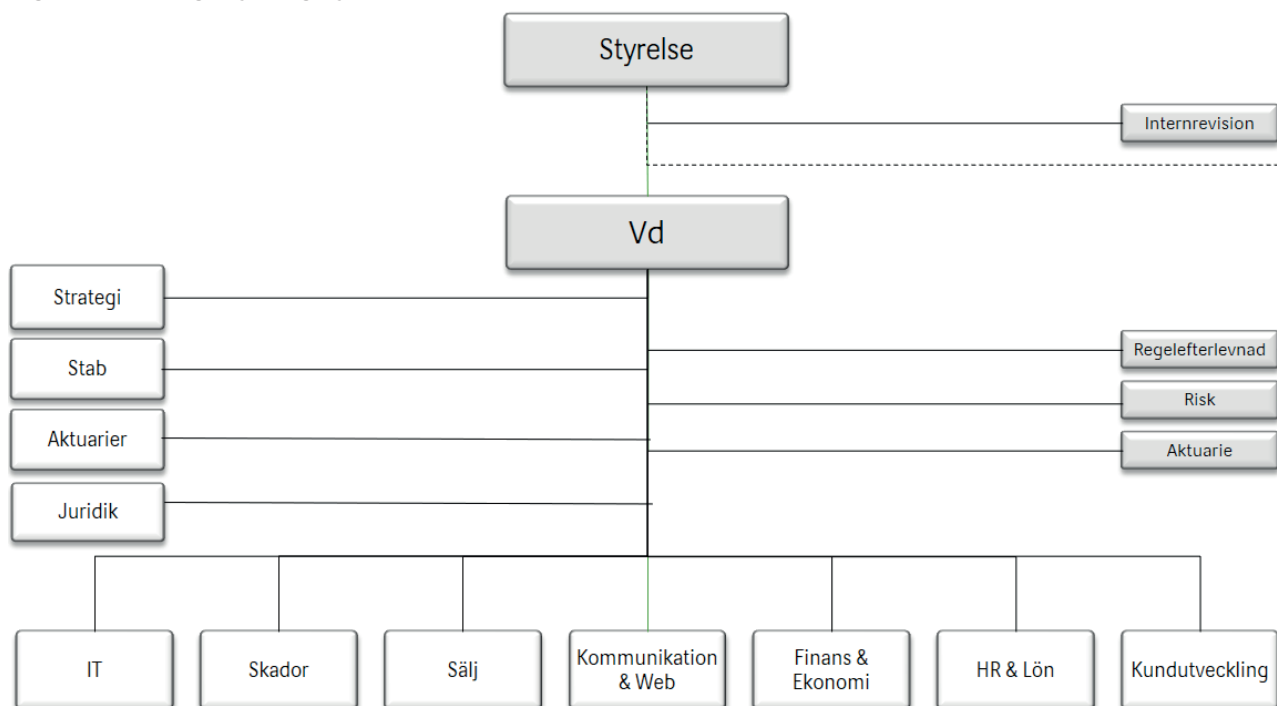 Styrelse
Internrevision
Vd
Strategi
Stab
Aktuarier
Juridik
Regelefterlevnad
Risk
Aktuarie
IT
Skador
Sälj
Kommunikation
& Web
Finans &
Ekonomi
HR & Lön
Kundutveckling